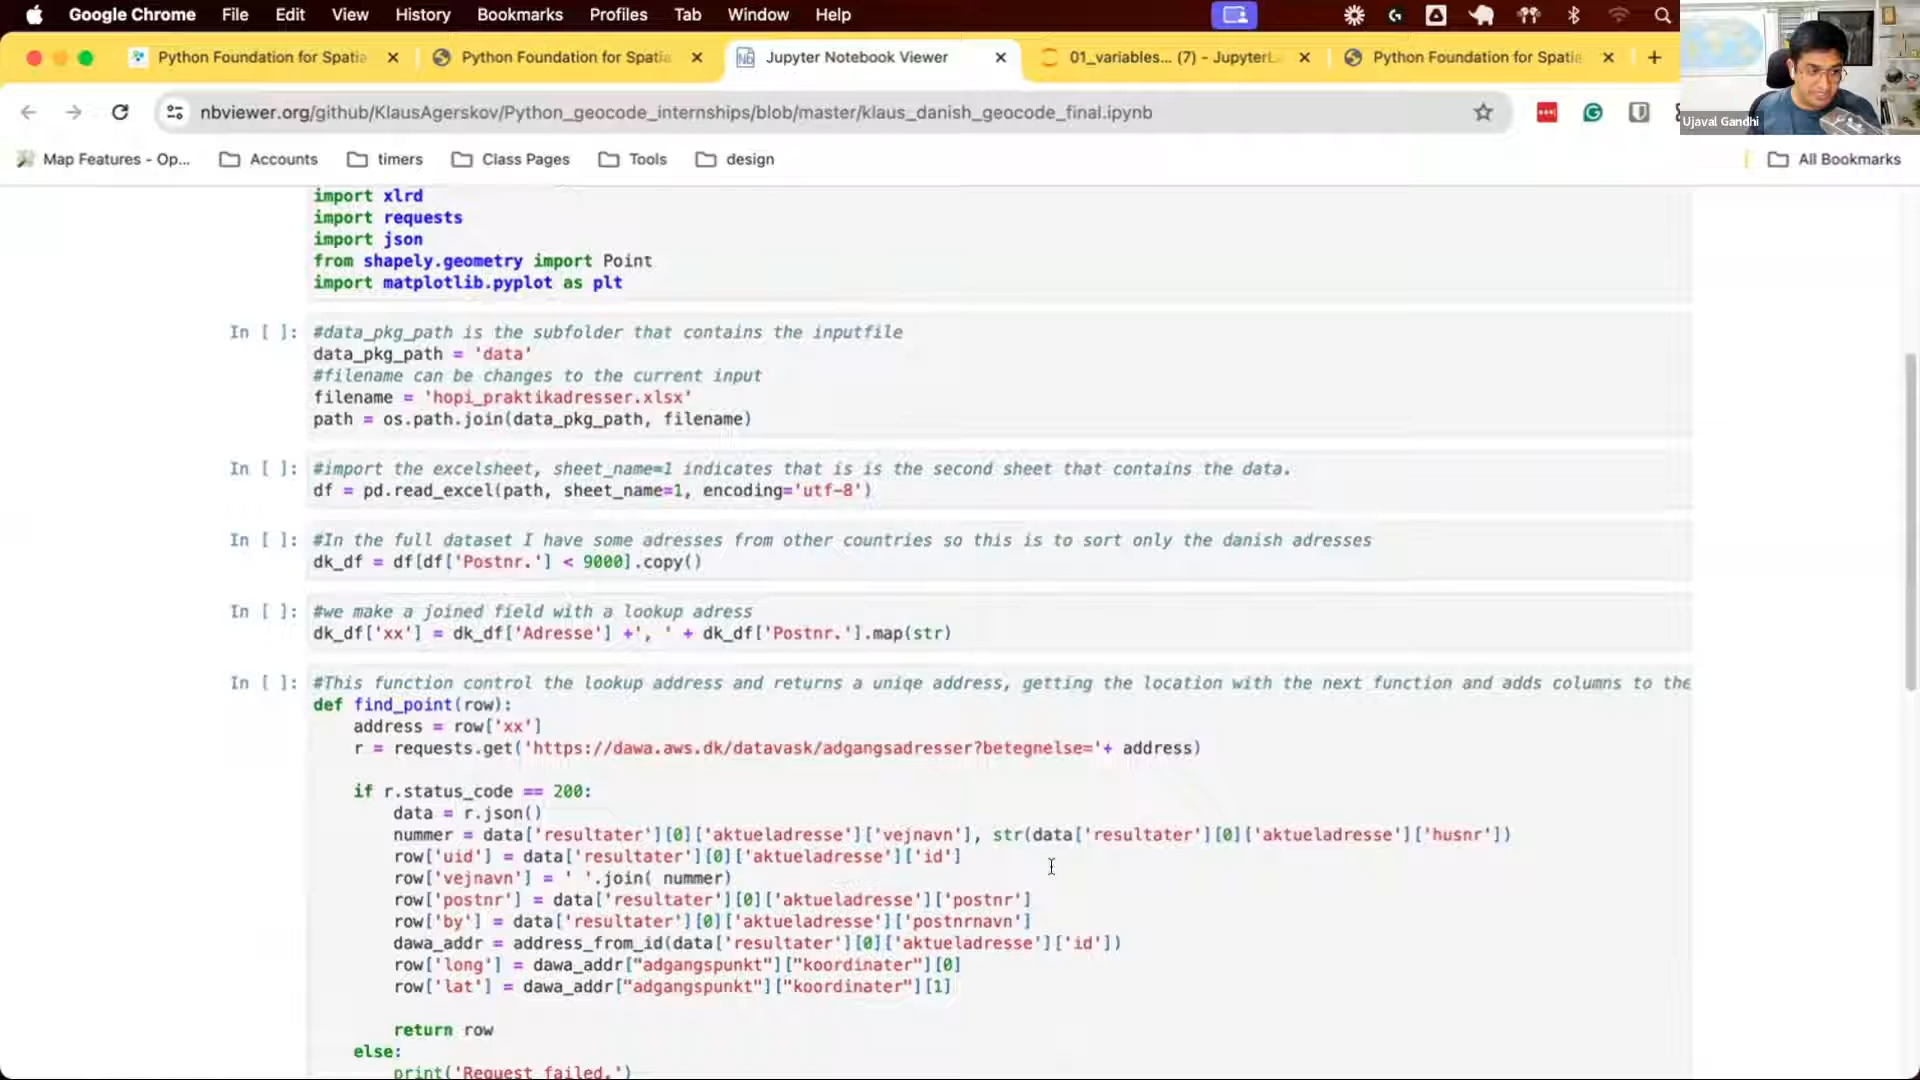 Google Chrome File Edit View History Bookmarks Profiles Tab Window Help
Python Foundation for Spatia
Python Foundation for Spatia
Jupyter Notebook Viewer
01_variables... (7) - JupyterL
Python Foundation for Spatia
nbviewer.org/github/KlausAgerskov/Python_geocode_internships/blob/master/klaus_danish_geocode_final.ipynb
Ujaval Gandhi
Map Features - Op... Accounts timers Class Pages Tools design All Bookmarks
import xlrd
import requests
import json
from shapely.geometry import Point
import matplotlib.pyplot as plt
In [ ]: #data_pkg_path is the subfolder that contains the inputfile
data_pkg_path = 'data'
#filename can be changes to the current input
filename = 'hopi_praktikadresser.xlsx'
path = os.path.join(data_pkg_path, filename)
In [ ]: #import the excelsheet, sheet_name=1 indicates that is is the second sheet that contains the data.
df = pd.read_excel(path, sheet_name=1, encoding='utf-8')
In [ ]: #In the full dataset I have some adresses from other countries so this is to sort only the danish adresses
dk_df = df[df['Postnr.'] < 9000].copy()
In [ ]: #we make a joined field with a lookup adress
dk_df['xx'] = dk_df['Adresse'] +', ' + dk_df['Postnr.'].map(str)
In [ ]: #This function control the lookup address and returns a uniqe address, getting the location with the next function and adds columns to the
def find_point(row):
address = row['xx']
r = requests.get('https://dawa.aws.dk/datavask/adgangsadresser?betegnelse='+ address)
if r.status_code == 200:
data = r.json()
nummer = data['resultater'][0]['aktueladresse']['vejnavn'], str(data['resultater'][0]['aktueladresse']['husnr'])
row['uid'] = data['resultater'][0]['aktueladresse']['id']
row['vejnavn'] = ' '.join( nummer)
row['postnr'] = data['resultater'][0]['aktueladresse']['postnr']
row['by'] = data['resultater'][0]['aktueladresse']['postnrnavn']
dawa_addr = address_from_id(data['resultater'][0]['aktueladresse']['id'])
row['long'] = dawa_addr["adgangspunkt"]["koordinater"][0]
row['lat'] = dawa_addr["adgangspunkt"]["koordinater"][1]
return row
else:
print('Request failed.')